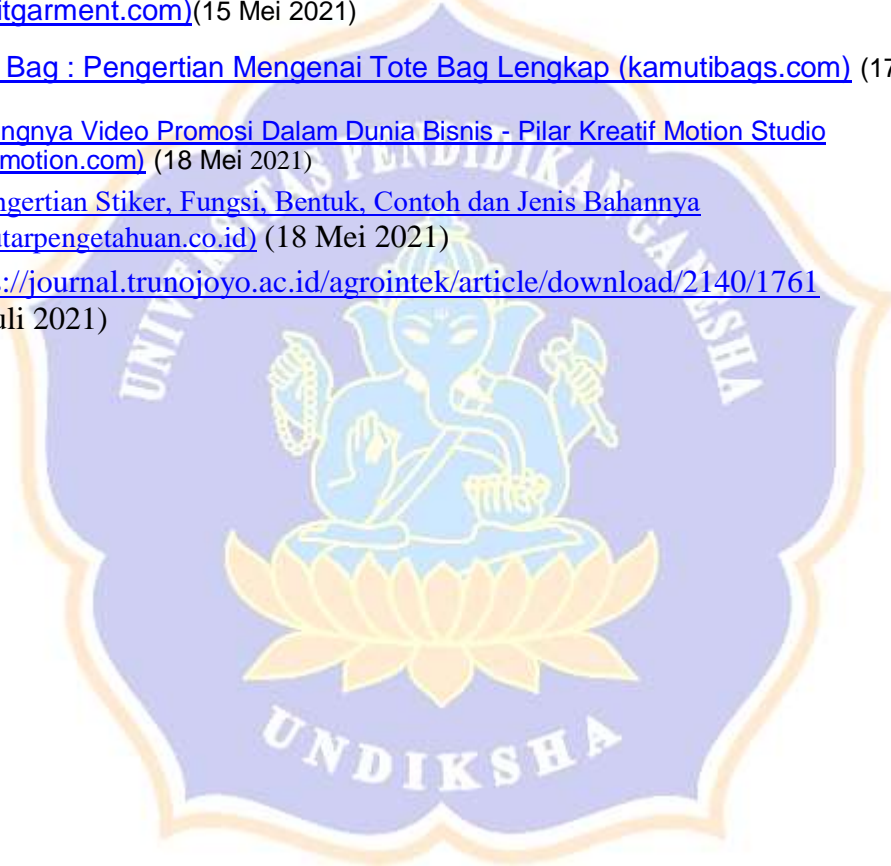 itgarment.com)(15 Mei 2021)
Bag : Pengertian Mengenai Tote Bag Lengkap (kamutibags.com) (17
ngnya Video Promosi Dalam Dunia Bisnis - Pilar Kreatif Motion Studio
motion.com) (18 Mei 2021)
ngertian Stiker, Fungsi, Bentuk, Contoh dan Jenis Bahannya
utarpengetahuan.co.id) (18 Mei 2021)
://journal.trunojoyo.ac.id/agrointek/article/download/2140/1761
uli 2021)
UNIVERSITAS PENDIDIKAN GANESHA
UNDIKSHA